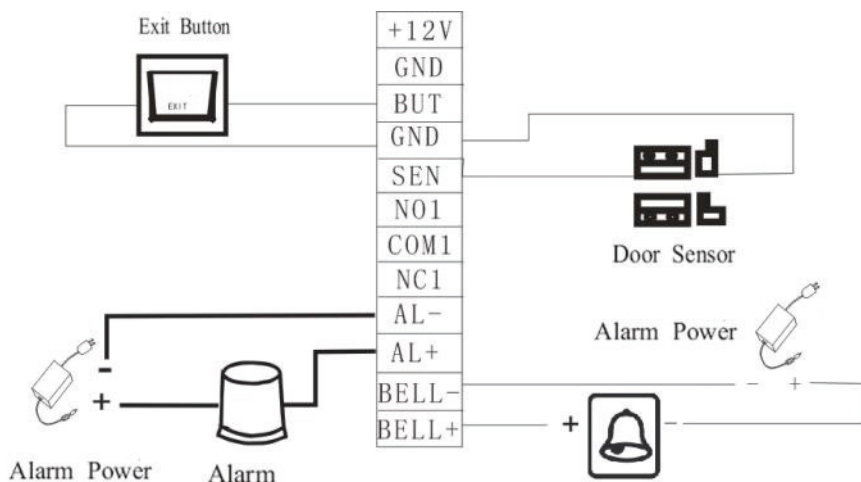 Exit Button
EXIT
+12V
GND
BUT
GND
SEN
NO1
COM1
NC1
AL-
AL+
BELL-
BELL+
Door Sensor
Alarm Power
- +
+ -
-
+
Alarm Power
Alarm